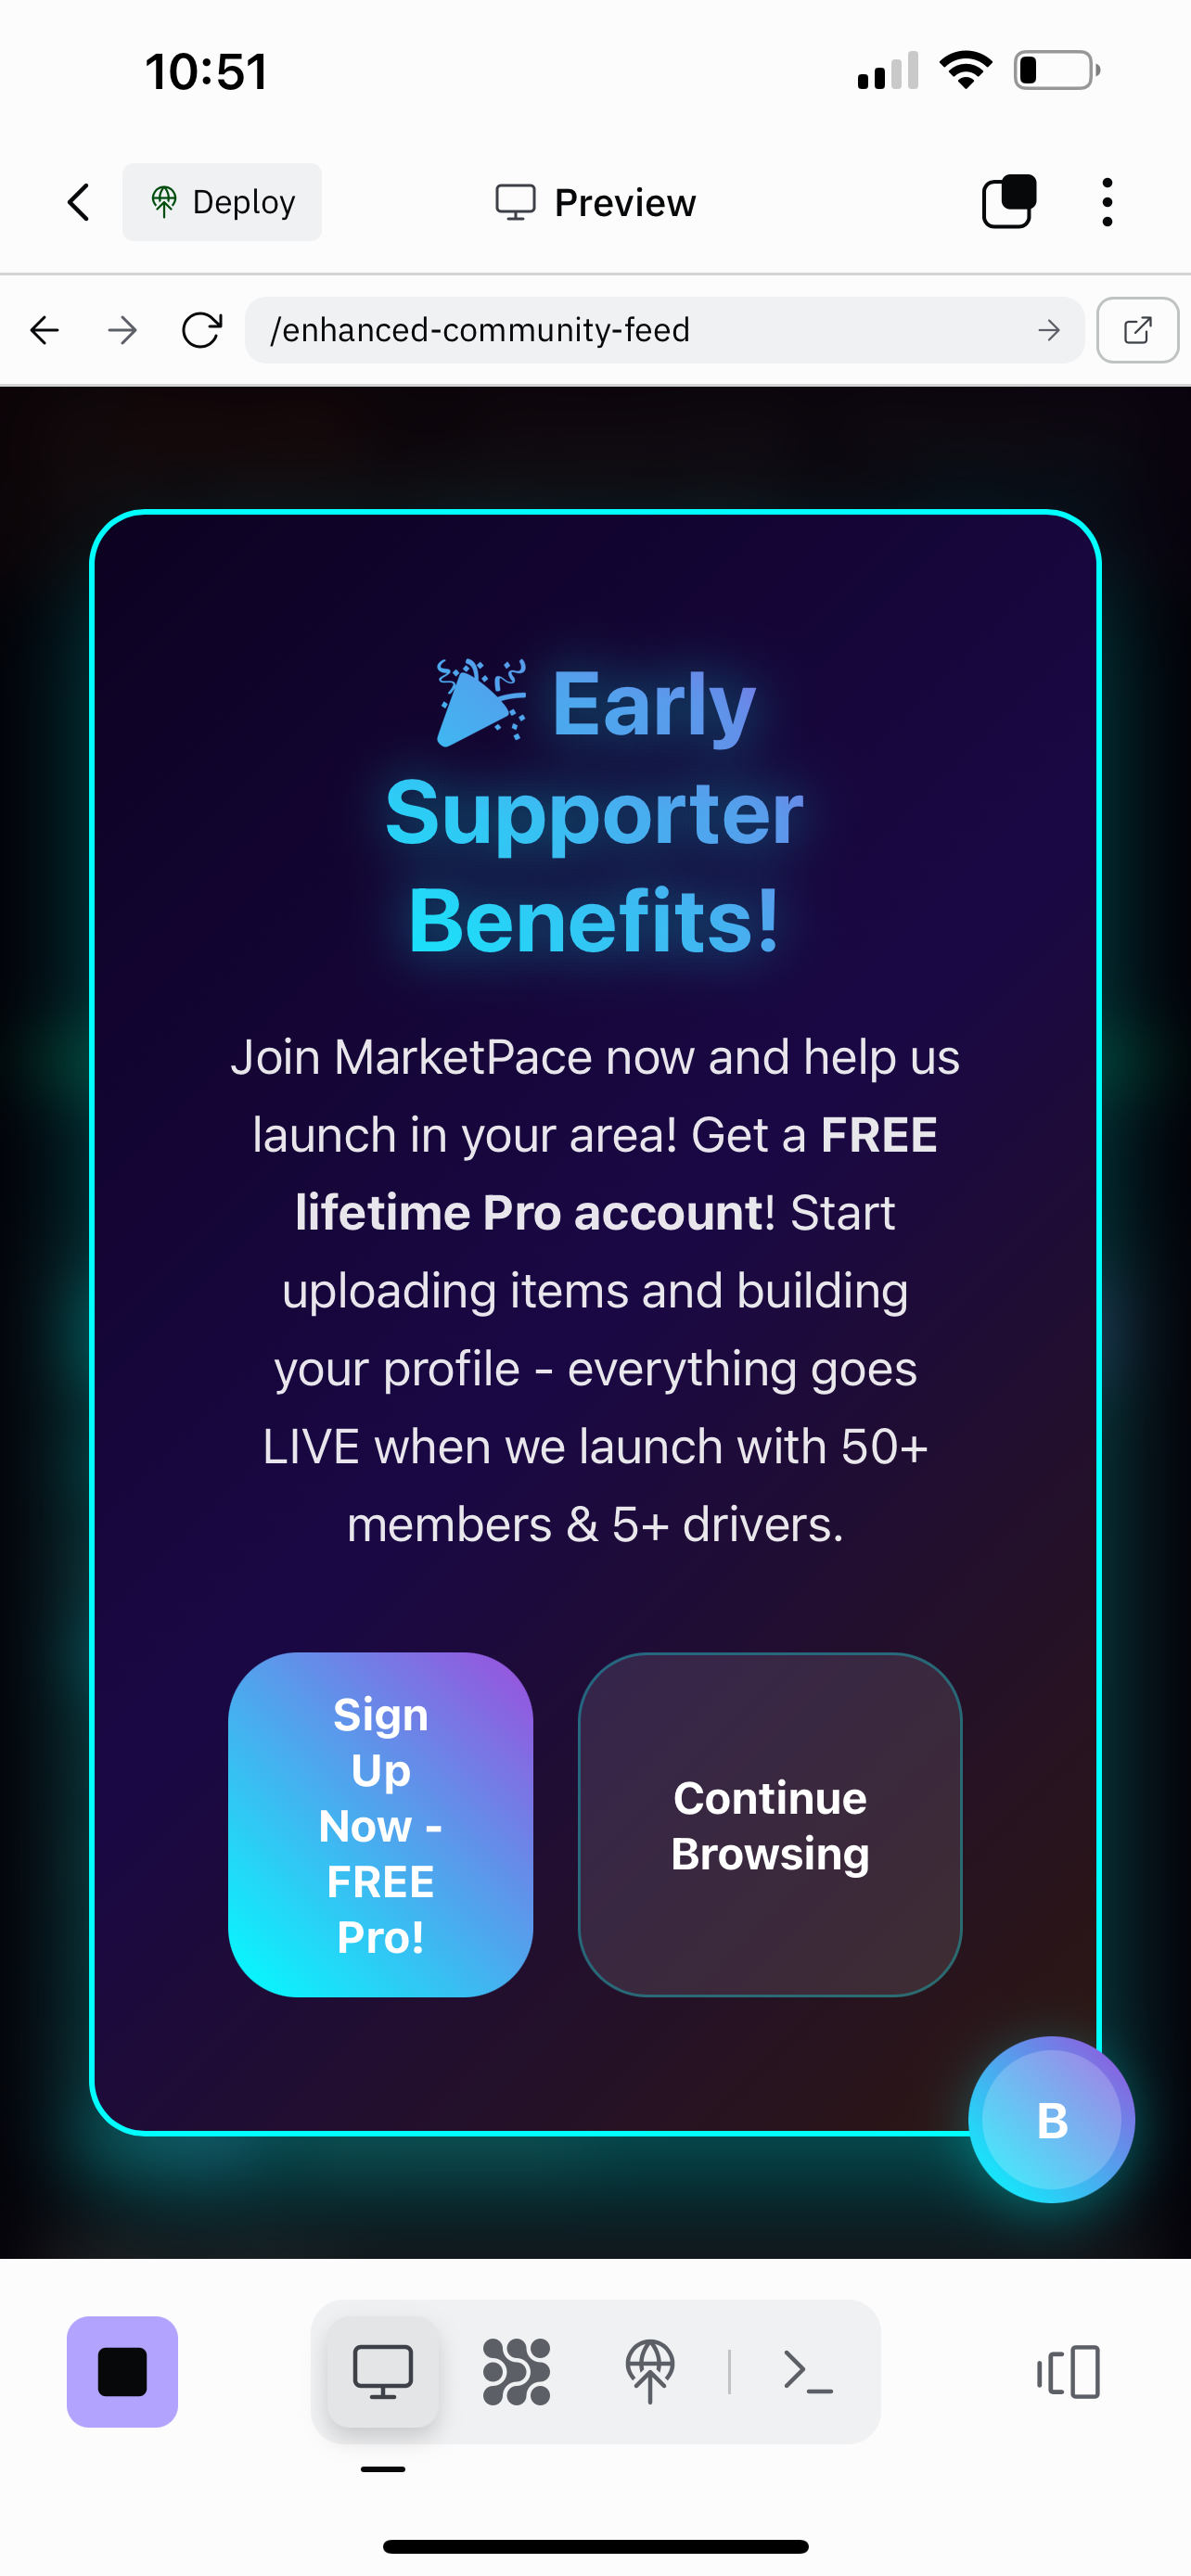 10:51
Deploy
Preview
/enhanced-community-feed
🎉 Early
Supporter
Benefits!
Join MarketPace now and help us
launch in your area! Get a FREE
lifetime Pro account! Start
uploading items and building
your profile - everything goes
LIVE when we launch with 50+
members & 5+ drivers.
Sign
Up
Now -
FREE
Pro!
Continue
Browsing
B